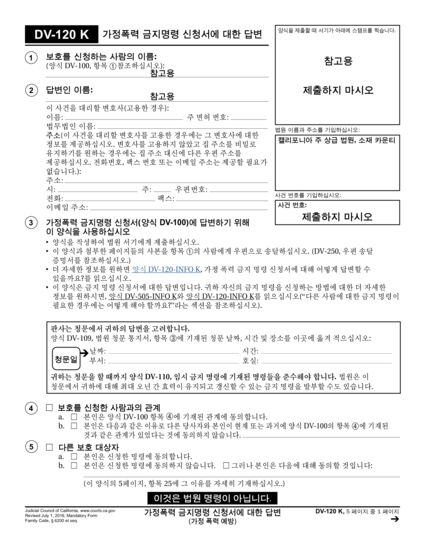 DV-120 K
가정폭력 금지명령 신청서에 대한 답변
양식을 제출할 때 서기가 아래에 스탬프를 찍습니다.
참고용
제출하지 마시오
법원 이름과 주소를 기입하십시오:
캘리포니아 주 상급 법원, 소재 카운티
사건 번호를 기입하십시오:
사건 번호:
제출하지 마시오
1 보호를 신청하는 사람의 이름:
(양식 DV-100, 항목 ①참조하십시오):
참고용
2 답변인 이름:
참고용
이 사건을 대리할 변호사(고용한 경우):
이름: 주 변허 번호:
법무법인 이름:
주소(이 사건을 대리할 변호사를 고용한 경우에는 그 변호사에 대한
정보를 제공하십시오. 변호사를 고용하지 않았고 집 주소를 비밀로
유지하기를 원하는 경우에는 집 주소 대신에 다른 우편 주소를
제공하십시오. 전화번호, 팩스 번호 또는 이메일 주소는 제공할 필요가
없습니다.):
주소:
시: 주: 우편번호:
전화: 팩스:
이메일 주소:
3 가정폭력 금지명령 신청서(양식 DV-100)에 답변하기 위해
이 양식을 사용하십시오
• 양식을 작성하여 법원 서기에게 제출하십시오.
• 이 양식과 첨부한 페이지들의 사본을 항목 ①의 사람에게 우편으로 송달하십시오. (DV-250, 우편 송달
증명서를 참조하십시오.)
• 더 자세한 정보를 원하면 양식 DV-120-INFO K, 가정 폭력 금지 명령 신청서에 대해 어떻게 답변할 수
있을까요?를 읽으십시오.
• 이 양식은 금지 명령 신청서에 대한 답변입니다. 귀하 자신의 금지 명령을 신청하는 방법에 대한 더 자세한
정보를 원하시면, 양식 DV-505-INFO K와 양식 DV-120-INFO K를 읽으십시오(“다른 사람에 대한 금지 명령이
필요한 경우에는 어떻게 해야 할까요?”라는 섹션을 참조하십시오).
판사는 청문에서 귀하의 답변을 고려합니다.
양식 DV-109, 법원 청문 통지서, 항목 ③에 기재된 청문 날짜, 시간 및 장소를 이곳에 옮겨 적으십시오:
청문일
날짜: 시간:
부서: 호실:
귀하는 청문을 할 때까지 양식 DV-110, 임시 금지 명령에 기재된 명령들을 준수해야 합니다. 법원은 이
청문에서 귀하에 대해 최대 오 년간 효력이 유지되고 갱신할 수 있는 금지 명령을 발부할 수도 있습니다.
4 □ 보호를 신청한 사람과의 관계
a. □ 본인은 양식 DV-100 항목 ④에 기재된 관계에 동의합니다.
b. □ 본인은 다음과 같은 이유로 다른 당사자와 본인이 현재 또는 과거에 양식 DV-100의 항목 ④에 기재된
것과 같은 관계가 있었다는 것에 동의하지 않습니다.
5 □ 다른 보호 대상자
a. □ 본인은 신청한 명령에 동의합니다.
b. □ 본인은 신청한 명령에 동의하지 않습니다. □ 그러나 본인은 다음에 대해 동의할 것입니다:
(이 양식의 5페이지, 항목 25에 그 이유를 자세히 기재하십시오.)
이것은 법원 명령이 아닙니다.
Judicial Council of California, www.courts.ca.gov
Revised July 1, 2016, Mandatory Form
Family Code, § 6200 et seq.
가정폭력 금지명령 신청서에 대한 답변
(가정 폭력 예방)
DV-120 K, 5 페이지 중 1 페이지